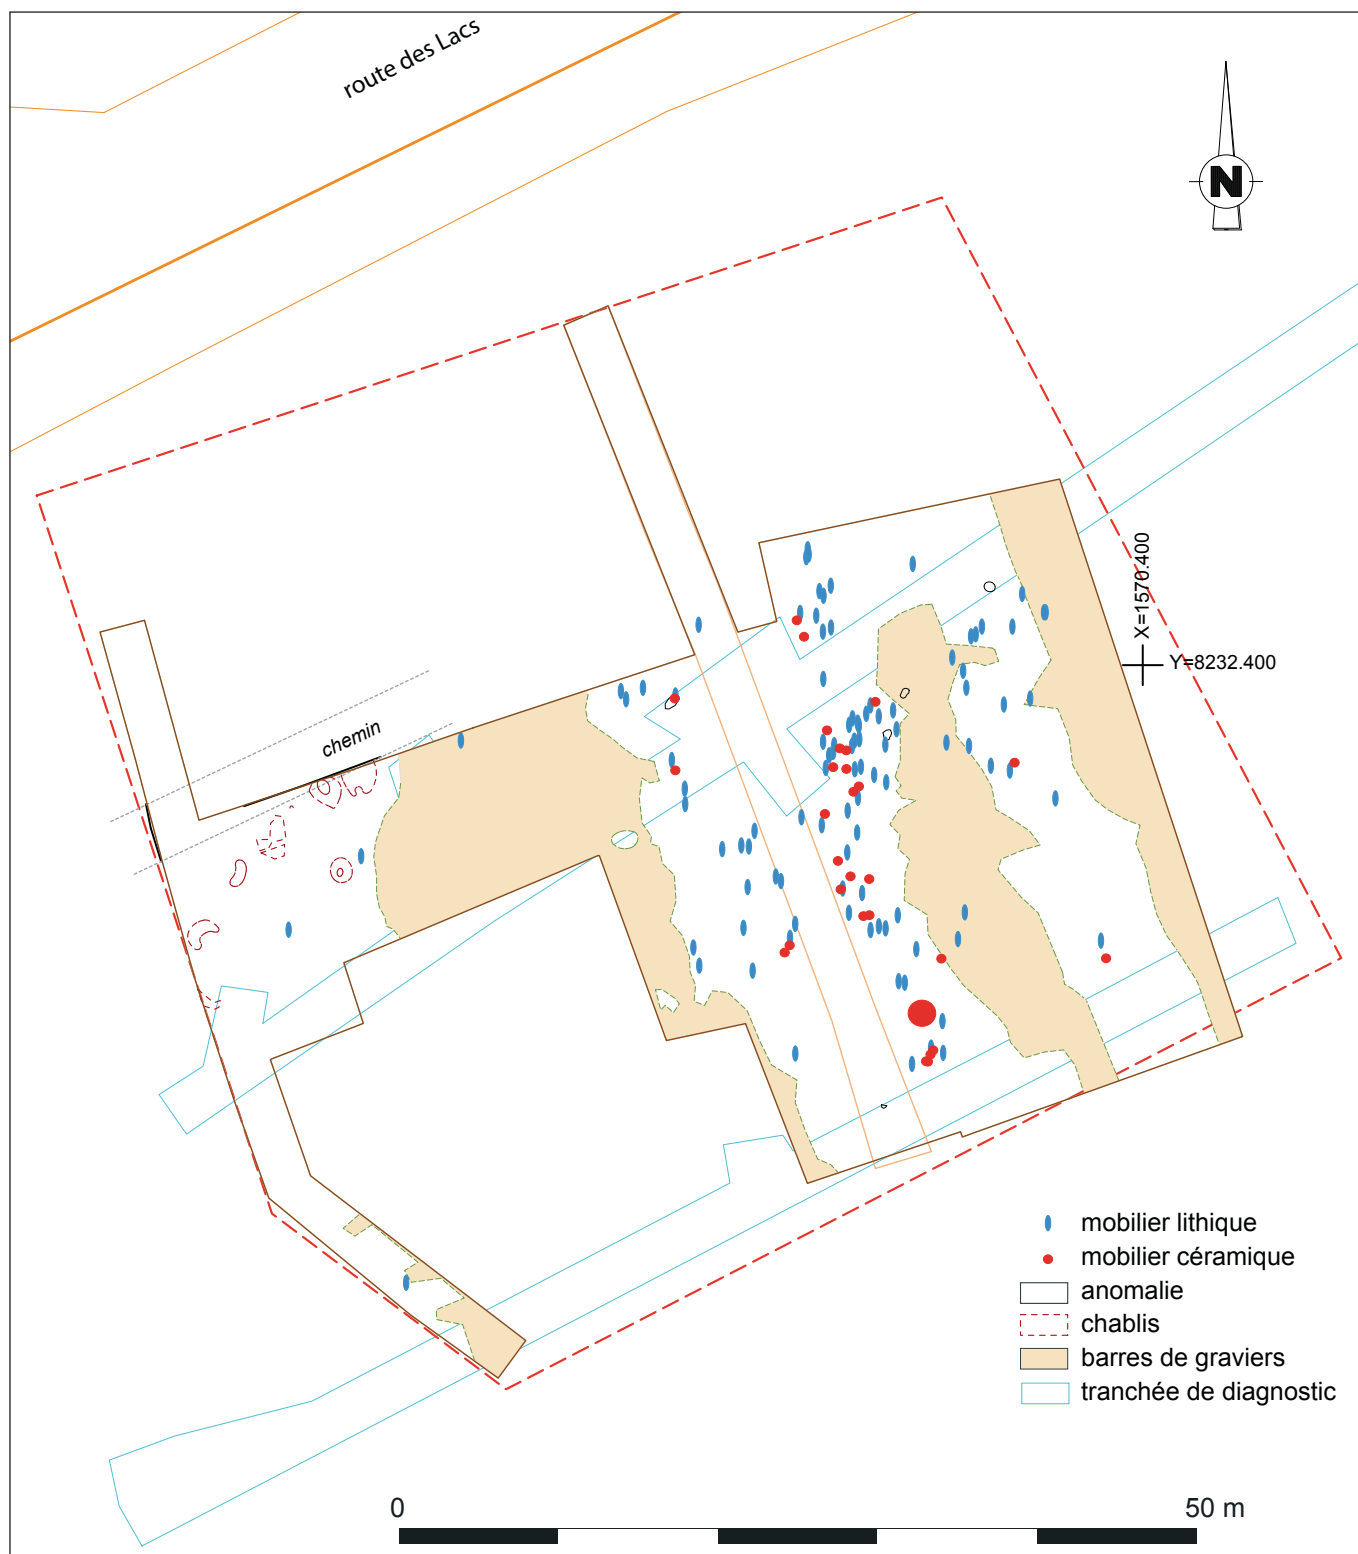 route des Lacs
N
X=1570.400
Y=8232.400
chemin
mobilier lithique
mobilier céramique
anomalie
chablis
barres de graviers
tranchée de diagnostic
0
50 m